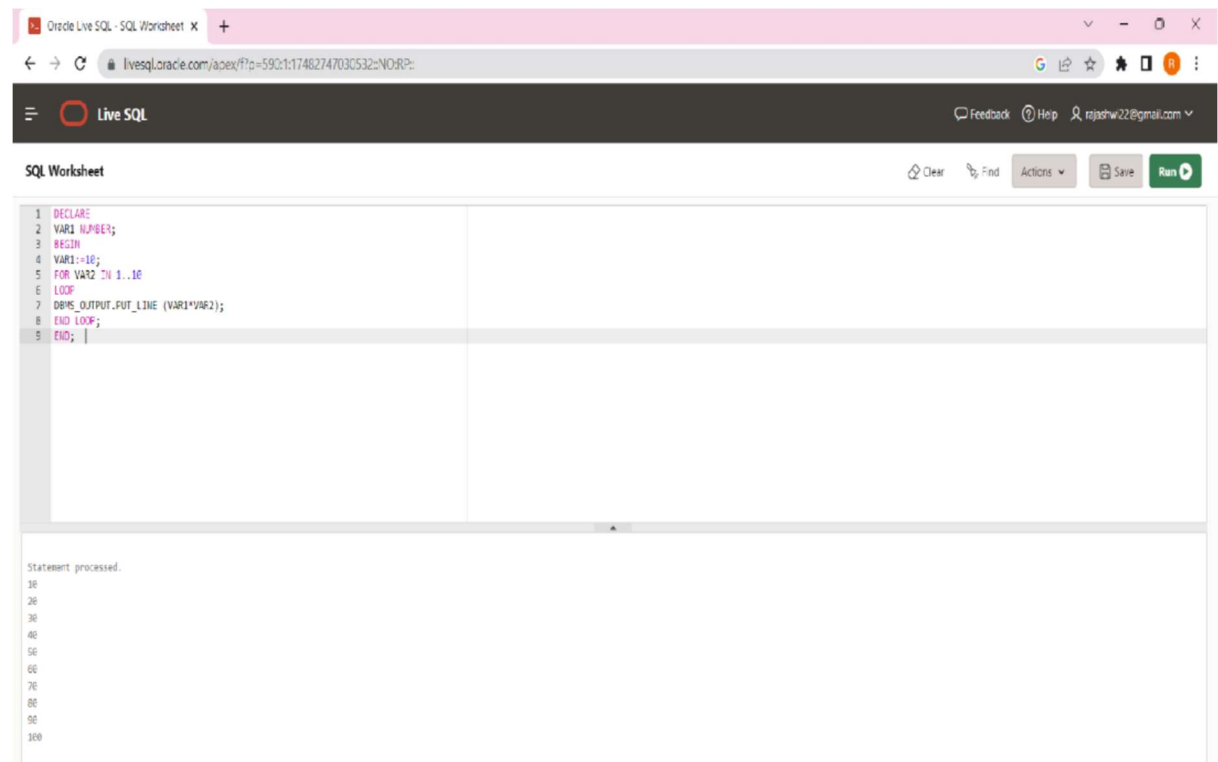 Oracle Live SQL - SQL Worksheet
livesql.oracle.com/apex/f?p=590:1:17482747030532::NO:RP::
Live SQL
Feedback Help rajashwi22@gmail.com
SQL Worksheet
Clear Find Actions Save Run
1 DECLARE
2 VAR1 NUMBER;
3 BEGIN
4 VAR1:=10;
5 FOR VAR2 IN 1..10
6 LOOP
7 DBMS_OUTPUT.PUT_LINE (VAR1*VAR2);
8 END LOOP;
9 END;
Statement processed.
10
20
30
40
50
60
70
80
90
100